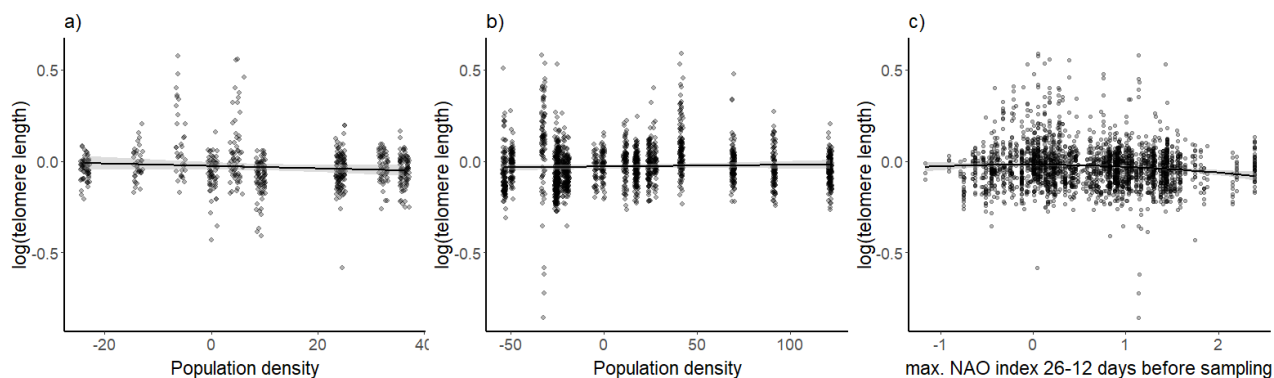 a)
log(telomere length)
0.5
0.0
-0.5
-20
0
20
40
Population density
b)
log(telomere length)
0.5
0.0
-0.5
-50
0
50
100
Population density
c)
log(telomere length)
0.5
0.0
-0.5
-1
0
1
2
max. NAO index 26-12 days before sampling